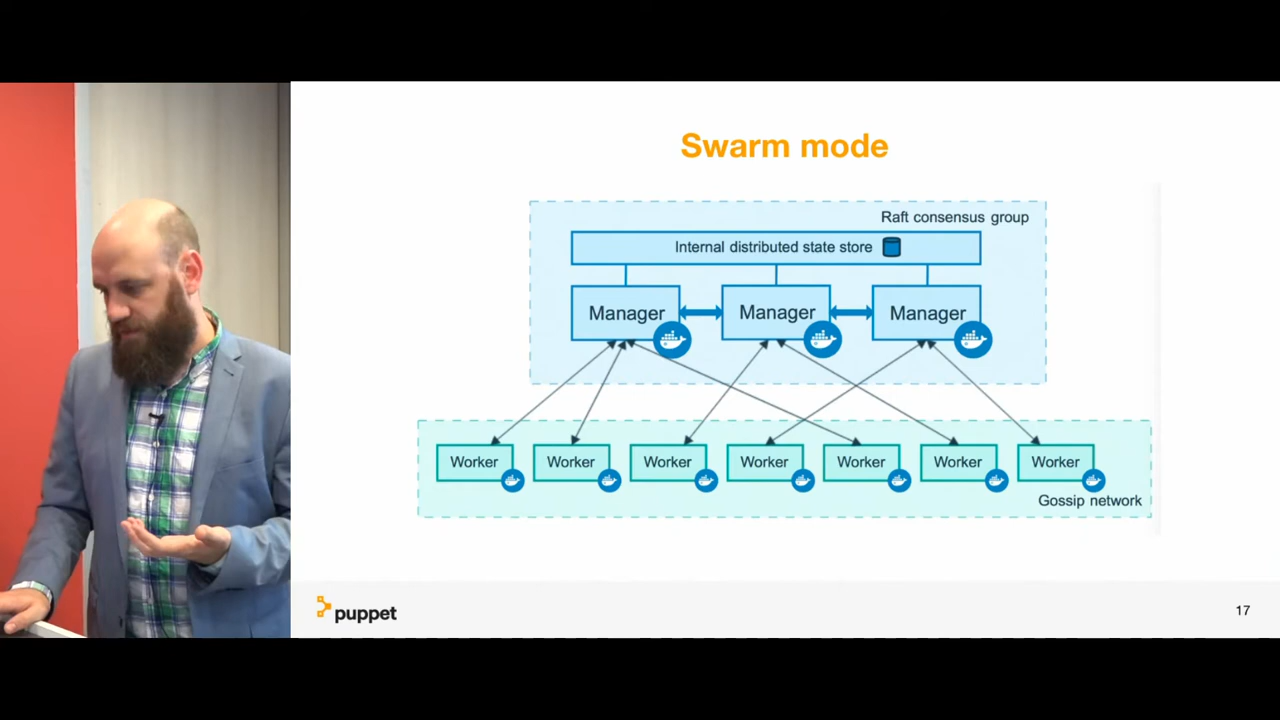 Swarm mode
Raft consensus group
Internal distributed state store
Manager
Manager
Manager
Worker
Worker
Worker
Worker
Worker
Worker
Worker
Gossip network
puppet
17